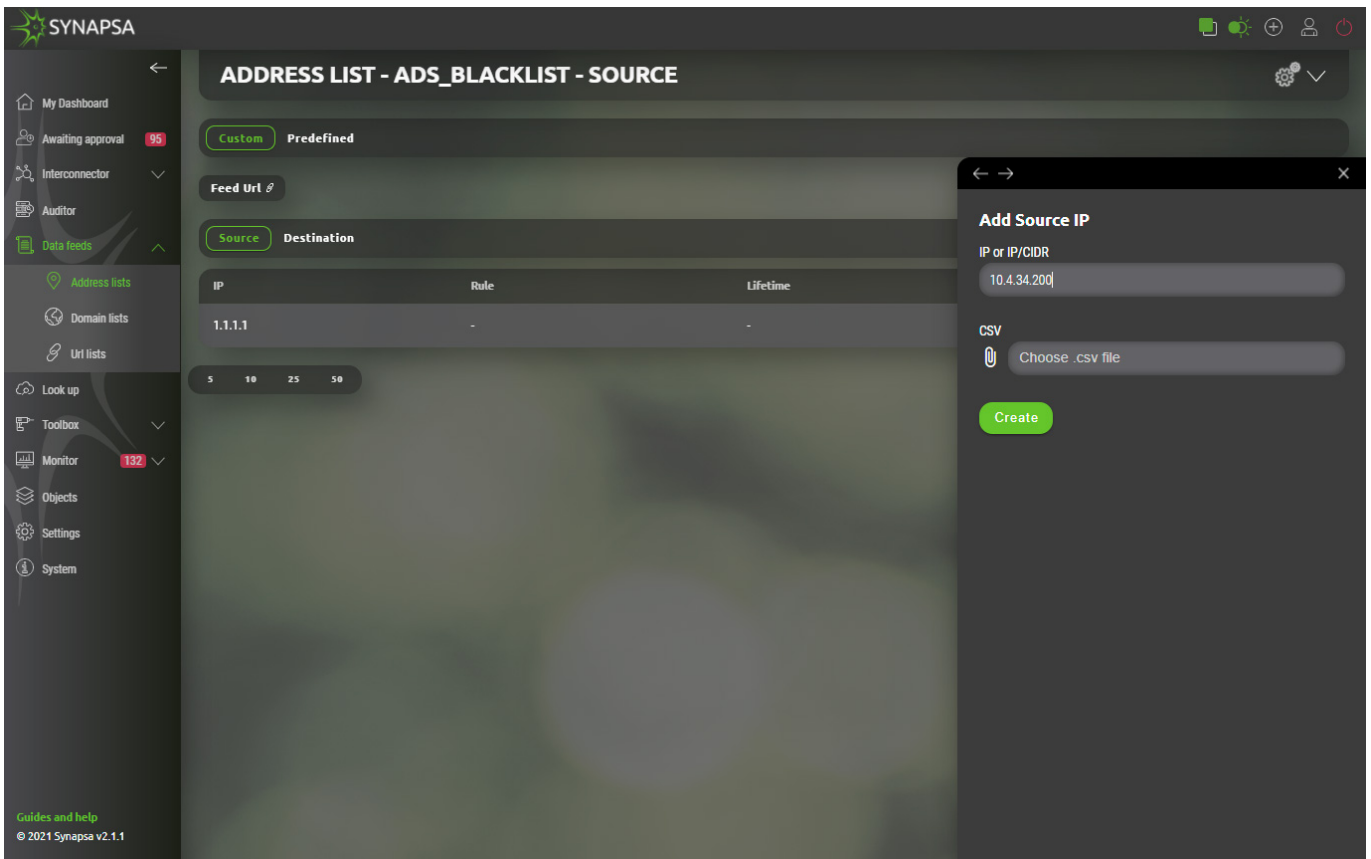 SYNAPSA
My Dashboard
Awaiting approval 95
Interconnector
Auditor
Data feeds
Address lists
Domain lists
Url lists
Look up
Toolbox
Monitor 132
Objects
Settings
System
Guides and help
© 2021 Synapsa v2.1.1
ADDRESS LIST - ADS_BLACKLIST - SOURCE
Custom Predefined
Feed Url
Source Destination
IP Rule Lifetime
1.1.1.1 - -
5 10 25 50
Add Source IP
IP or IP/CIDR
10.4.34.200
CSV
Choose .csv file
Create